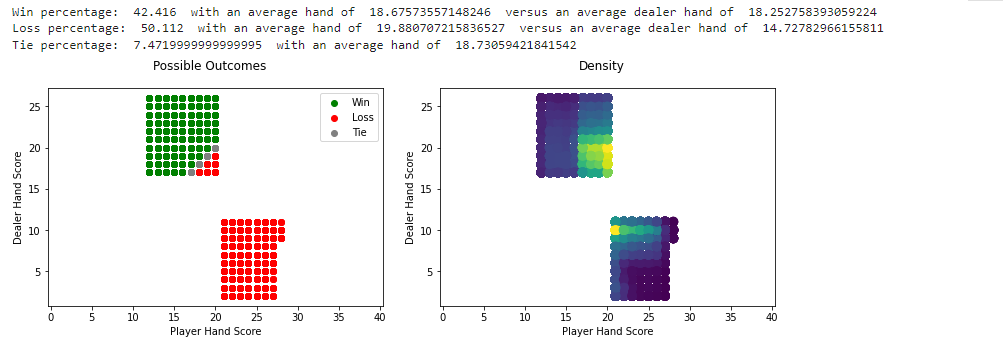 Win percentage:  42.416  with an average hand of  18.67573557148246  versus an average dealer hand of  18.252758393059224
Loss percentage:  50.112  with an average hand of  19.880707215836527  versus an average dealer hand of  14.72782966155811
Tie percentage:  7.4719999999999995  with an average hand of  18.73059421841542
Possible Outcomes
25
20
15
10
5
Dealer Hand Score
Win
Loss
Tie
0 5 10 15 20 25 30 35 40
Player Hand Score
Density
25
20
15
10
5
Dealer Hand Score
0 5 10 15 20 25 30 35 40
Player Hand Score